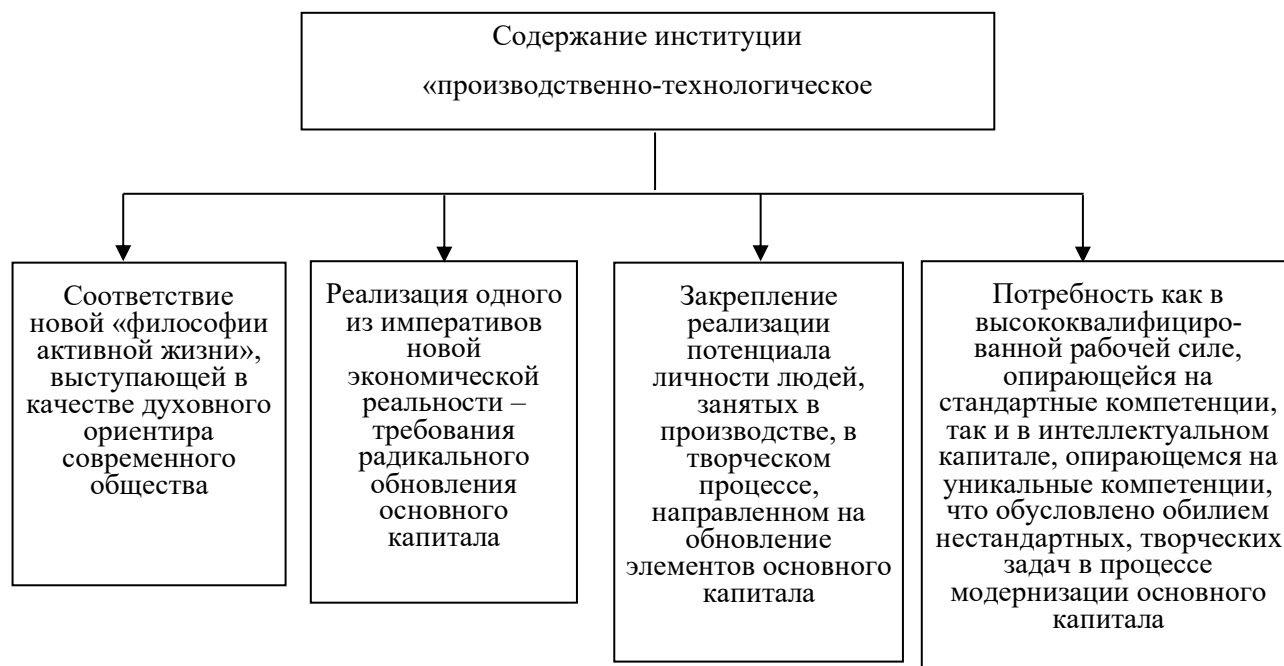 Содержание институции
«производственно-технологическое
Соответствие
новой «философии
активной жизни»,
выступающей в
качестве духовного
ориентира
современного
общества
Реализация одного
из императивов
новой
экономической
реальности –
требования
радикального
обновления
основного
капитала
Закрепление
реализации
потенциала
личности людей,
занятых в
производстве, в
творческом
процессе,
направленном на
обновление
элементов основного
капитала
Потребность как в
высококвалифициро-
ванной рабочей силе,
опирающейся на
стандартные компетенции,
так и в интеллектуальном
капитале, опирающемся на
уникальные компетенции,
что обусловлено обилием
нестандартных, творческих
задач в процессе
модернизации основного
капитала